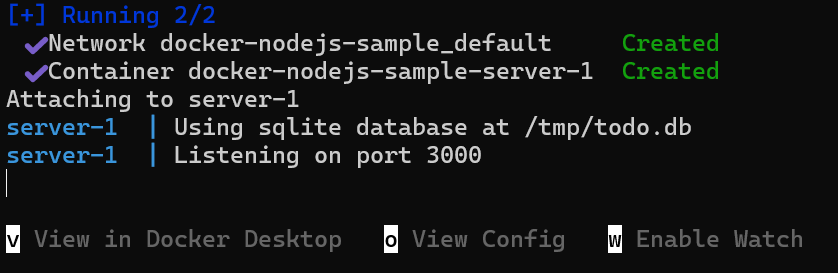 [+] Running 2/2
✔Network docker-nodejs-sample_default Created
✔Container docker-nodejs-sample-server-1 Created
Attaching to server-1
server-1 | Using sqlite database at /tmp/todo.db
server-1 | Listening on port 3000
v View in Docker Desktop o View Config w Enable Watch